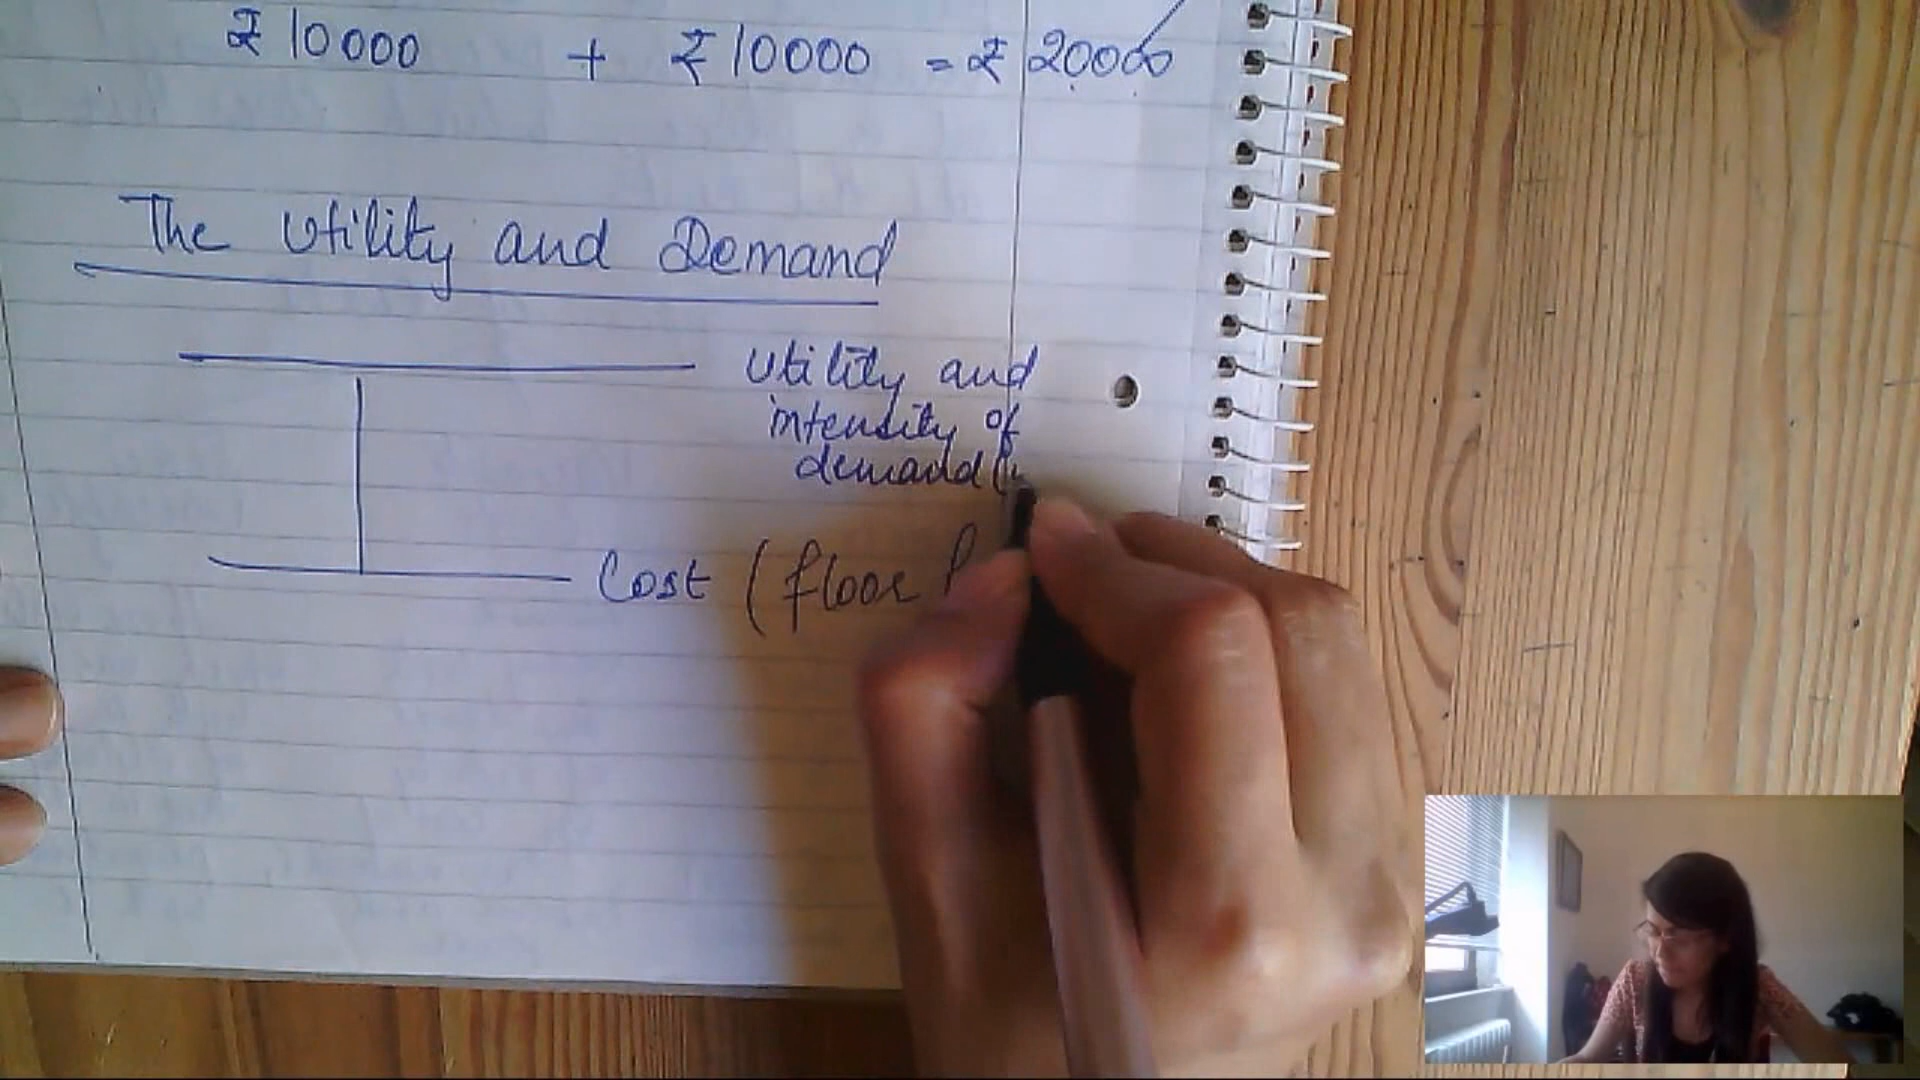 ₹ 10000 + ₹ 10000 = ₹ 20000
The Utility and Demand
Utility and
intensity of
demand (
Cost (floor